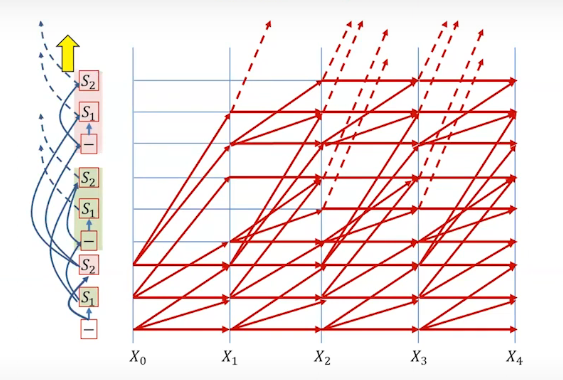 S₂
S₁
–
S₂
S₁
–
S₂
S₁
–
X₀ X₁ X₂ X₃ X₄